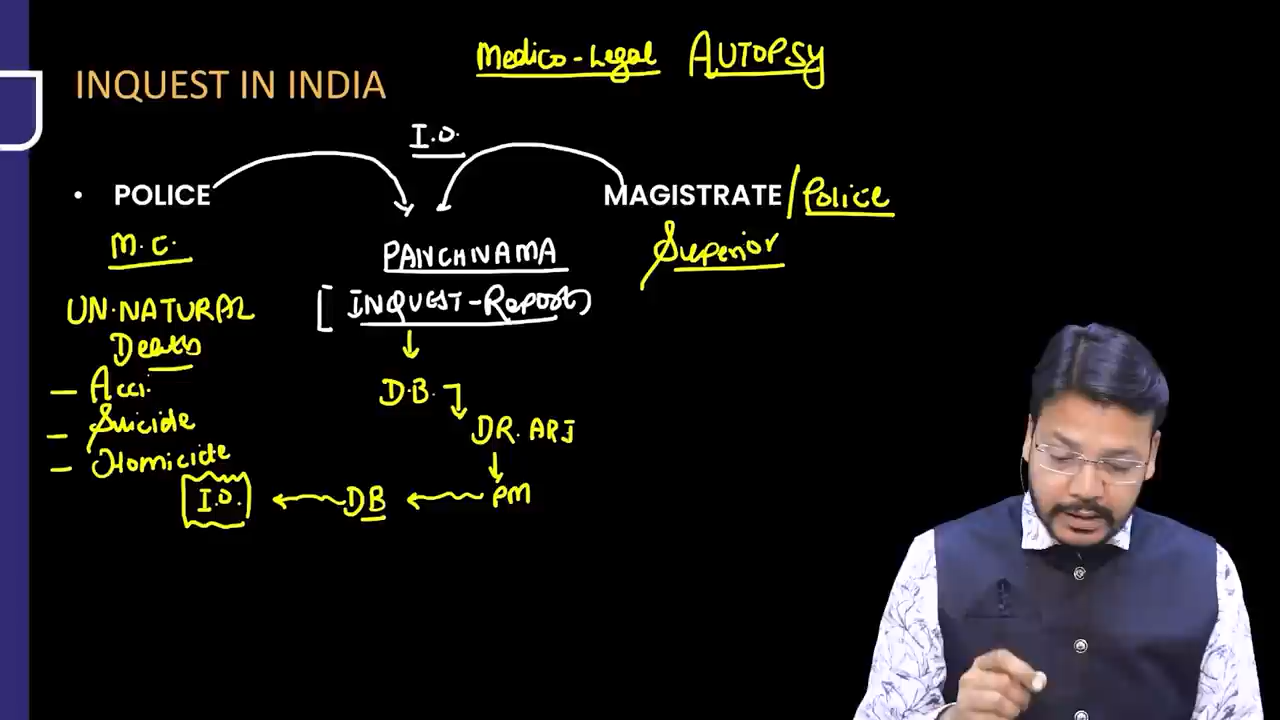 Medico-Legal AUTOPSY
INQUEST IN INDIA
I.O.
• POLICE
MAGISTRATE/Police
M.C.
PANCHNAMA
Superior
UN.NATURAL
[INQUEST-Report)
Death
D.B.
- Acci.
- Suicide
DR. ARJ
- Homicide
I.O.
DB
PM